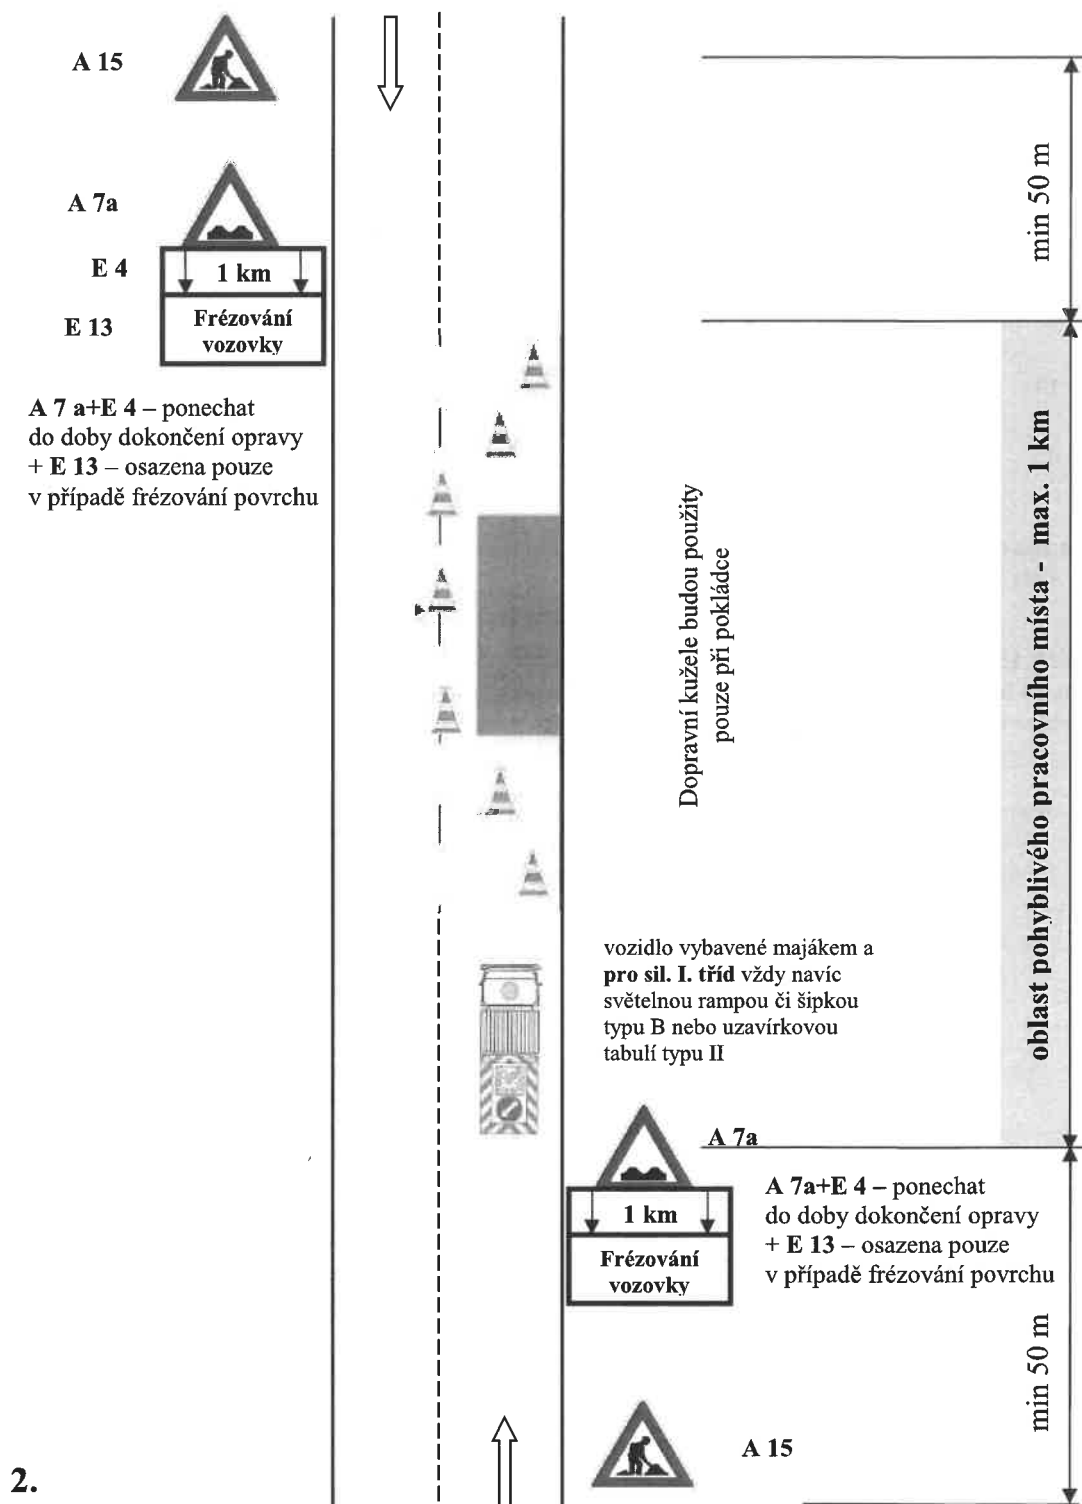 A 15
A 7a
E 4
1 km
E 13
Frézování
vozovky
A 7 a+E 4 – ponechat
do doby dokončení opravy
+ E 13 – osazena pouze
v případě frézování povrchu
min 50 m
oblast pohyblivého pracovního místa - max. 1 km
Dopravní kužele budou použity
pouze při pokládce
vozidlo vybavené majákem a
pro sil. I. tříd vždy navíc
světelnou rampou či šipkou
typu B nebo uzavírkovou
tabulí typu II
A 7a
1 km
Frézování
vozovky
A 7a+E 4 – ponechat
do doby dokončení opravy
+ E 13 – osazena pouze
v případě frézování povrchu
min 50 m
A 15
2.